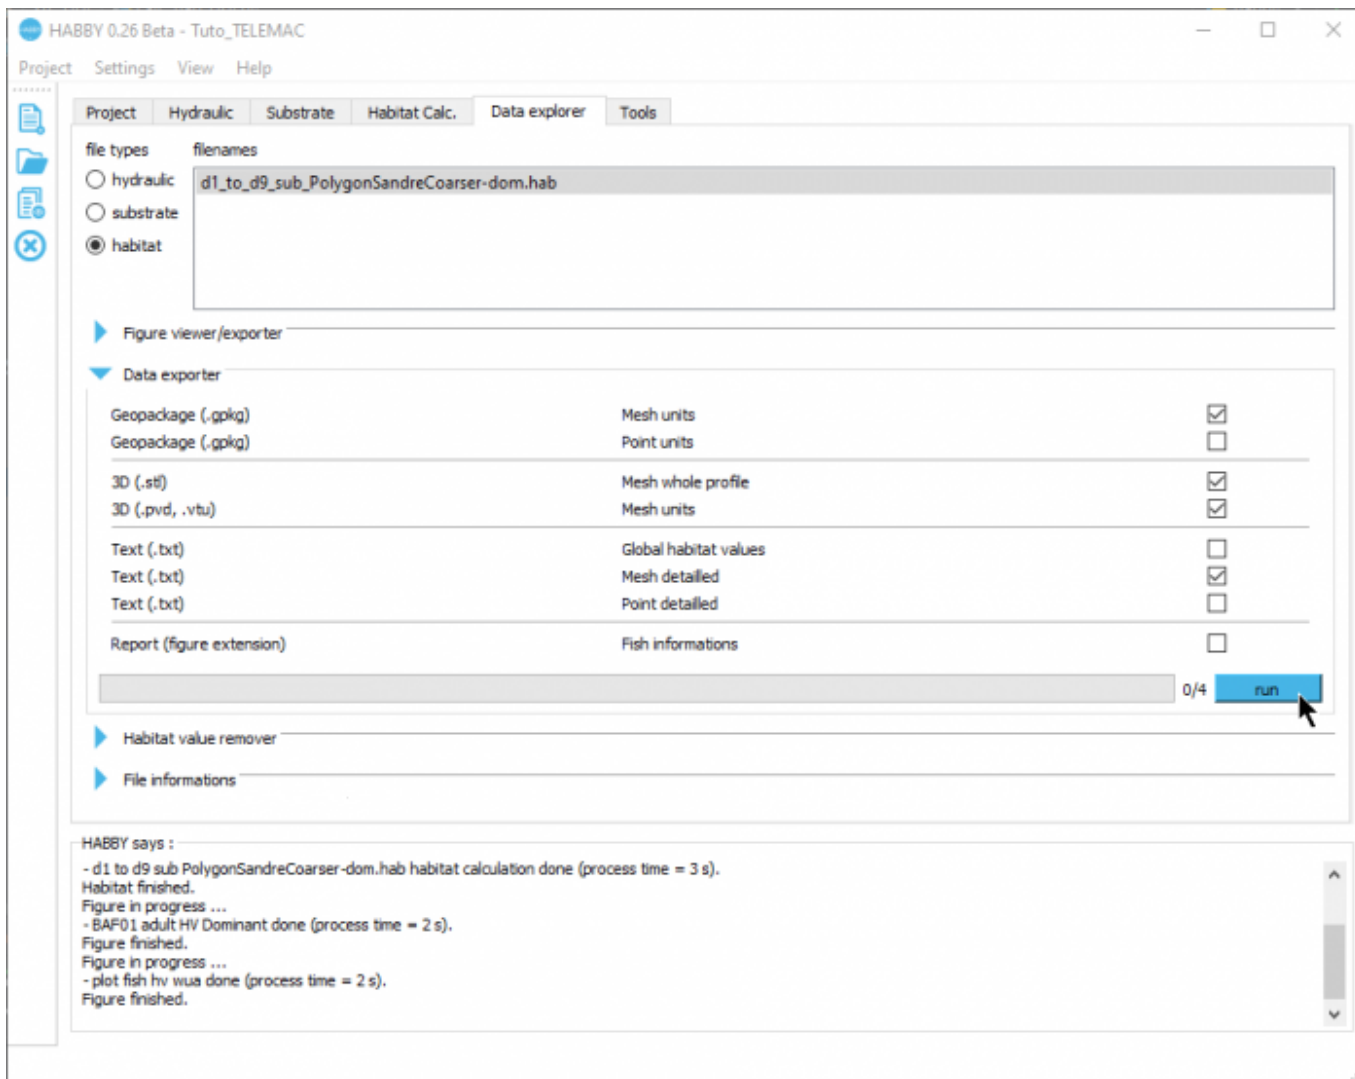 HABBY 0.26 Beta - Tuto_TELEMAC
Project Settings View Help
Project Hydraulic Substrate Habitat Calc. Data explorer Tools
file types filenames
hydraulic d1_to_d9_sub_PolygonSandreCoarser-dom.hab
substrate
habitat
Figure viewer/exporter
Data exporter
Geopackage (.gpkg) Mesh units
Geopackage (.gpkg) Point units
3D (.stl) Mesh whole profile
3D (.pvd, .vtu) Mesh units
Text (.txt) Global habitat values
Text (.txt) Mesh detailled
Text (.txt) Point detailled
Report (figure extension) Fish informations
0/4 run
Habitat value remover
File informations
HABBY says :
- d1 to d9 sub PolygonSandreCoarser-dom.hab habitat calculation done (process time = 3 s).
Habitat finished.
Figure in progress ...
- BAF01 adult HV Dominant done (process time = 2 s).
Figure finished.
Figure in progress ...
- plot fish hv wua done (process time = 2 s).
Figure finished.